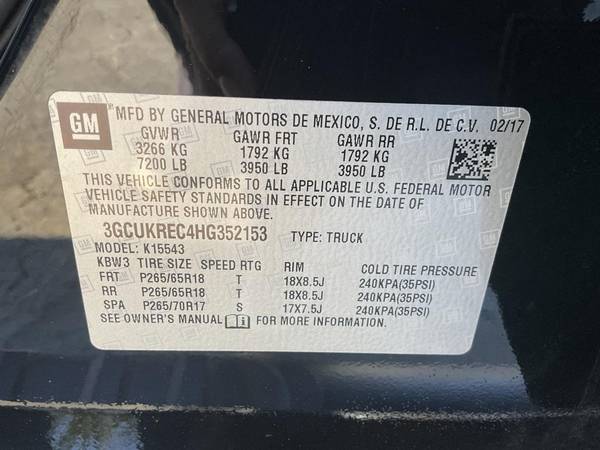 GM MFD BY GENERAL MOTORS DE MEXICO, S. DE R.L. DE C.V. 02/17
GVWR GAWR FRT GAWR RR
3266 KG 1792 KG 1792 KG
7200 LB 3950 LB 3950 LB
THIS VEHICLE CONFORMS TO ALL APPLICABLE U.S. FEDERAL MOTOR
VEHICLE SAFETY STANDARDS IN EFFECT ON THE DATE OF
MANUFACTURE SHOWN ABOVE.
3GCUKREC4HG352153 TYPE: TRUCK
MODEL: K15543
KBW3 TIRE SIZE SPEED RTG RIM COLD TIRE PRESSURE
FRT P265/65R18 T 18X8.5J 240KPA(35PSI)
RR P265/65R18 T 18X8.5J 240KPA(35PSI)
SPA P265/70R17 S 17X7.5J 240KPA(35PSI)
SEE OWNER'S MANUAL FOR MORE INFORMATION.